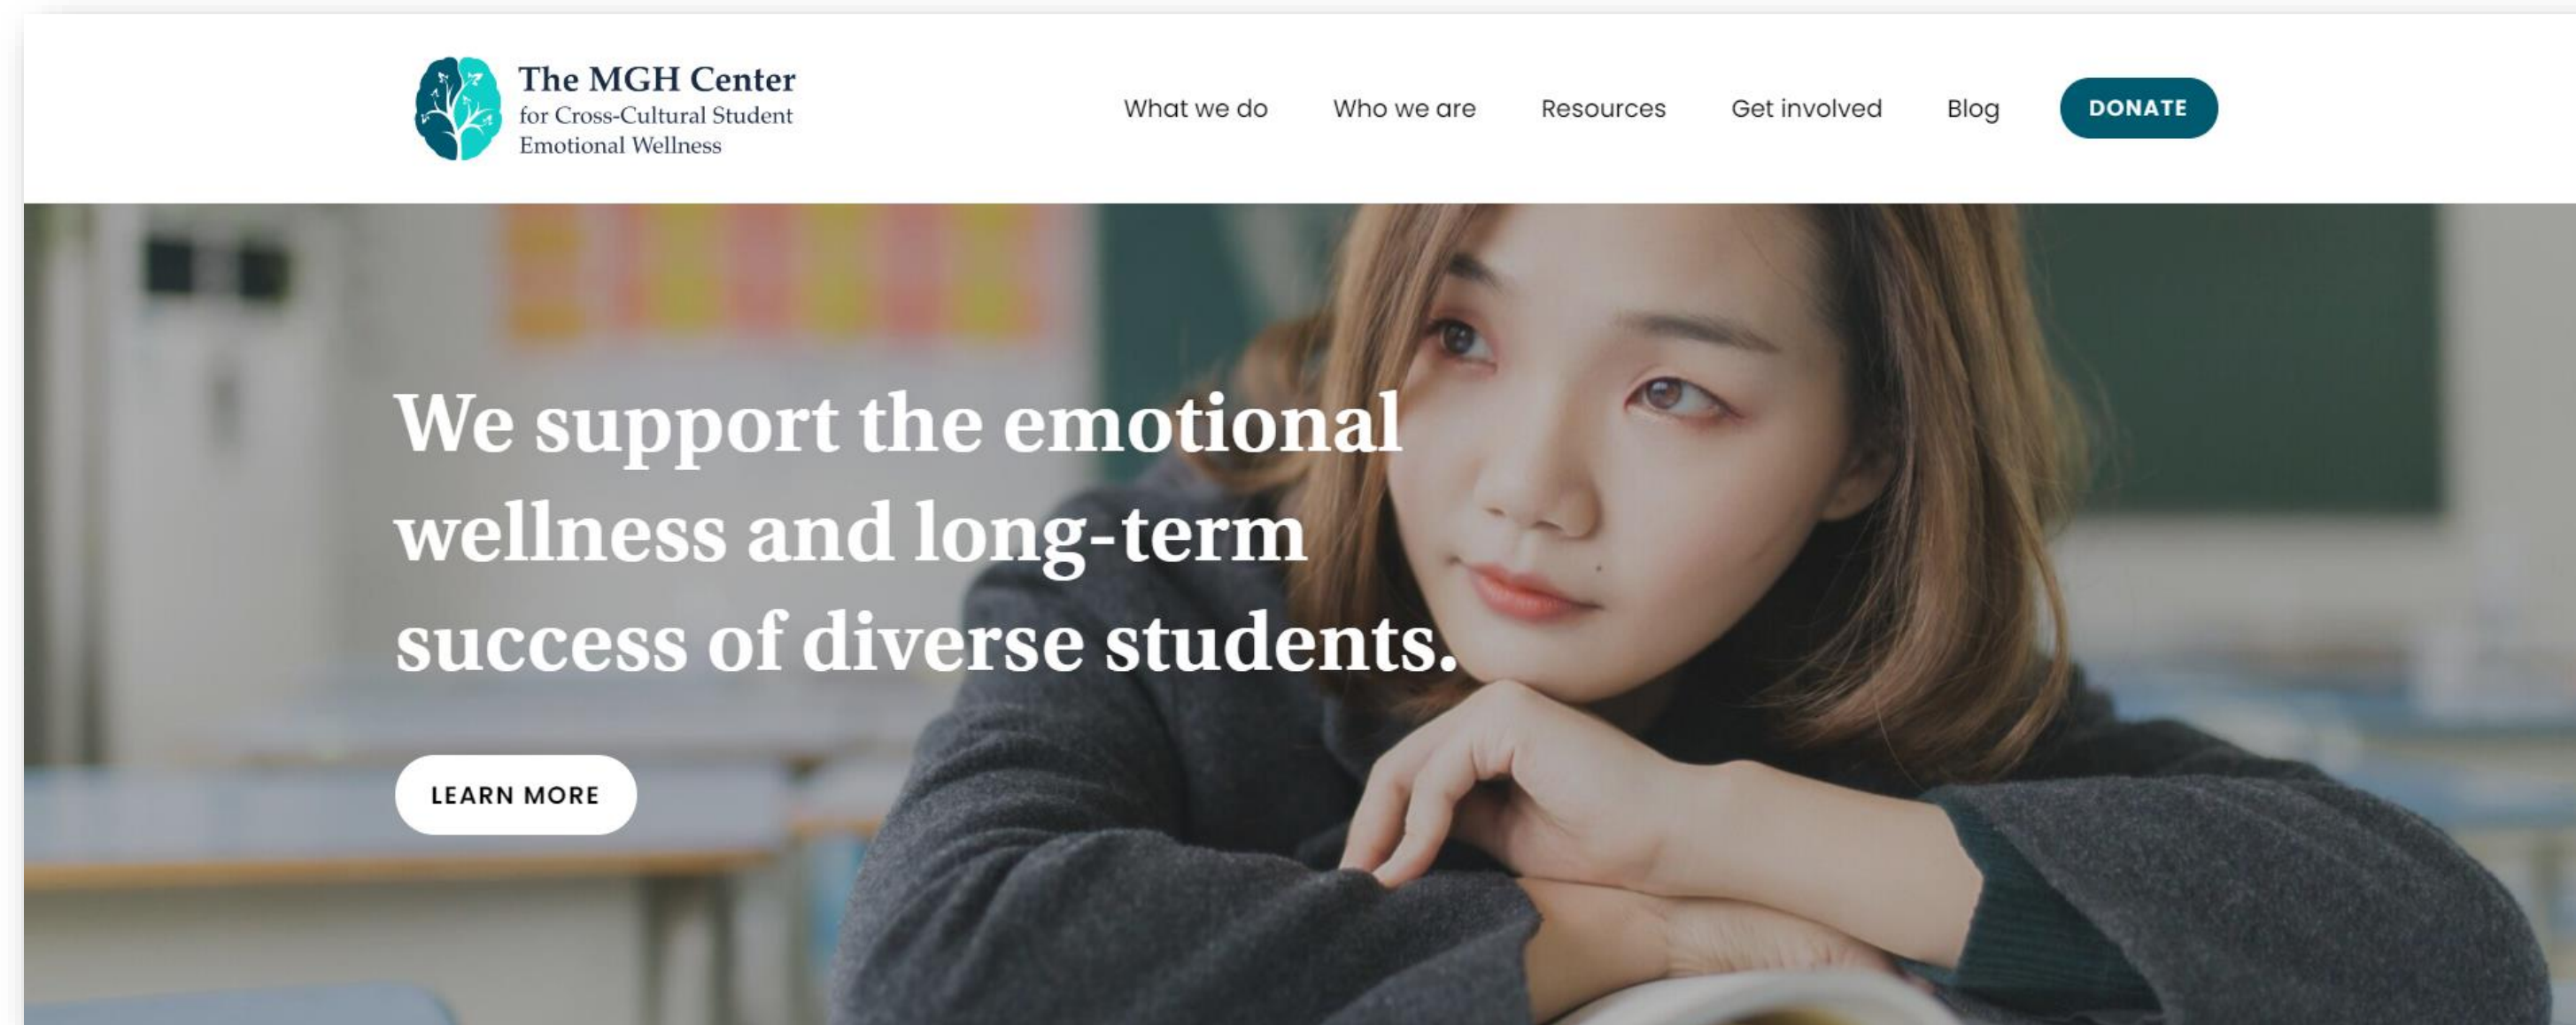 The MGH Center
for Cross-Cultural Student
Emotional Wellness
What we do
Who we are
Resources
Get involved
Blog
DONATE
We support the emotional
wellness and long-term
success of diverse students.
LEARN MORE